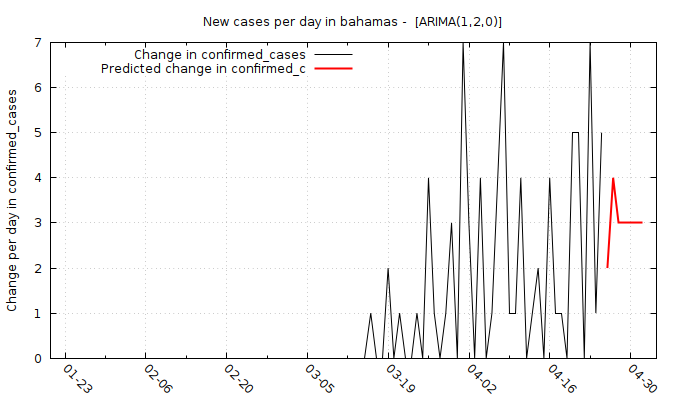 New cases per day in bahamas -  [ARIMA(1,2,0)]
Change in confirmed_cases
Predicted change in confirmed_c
Change per day in confirmed_cases
7
6
5
4
3
2
1
0
01-23 02-06 02-20 03-05 03-19 04-02 04-16 04-30